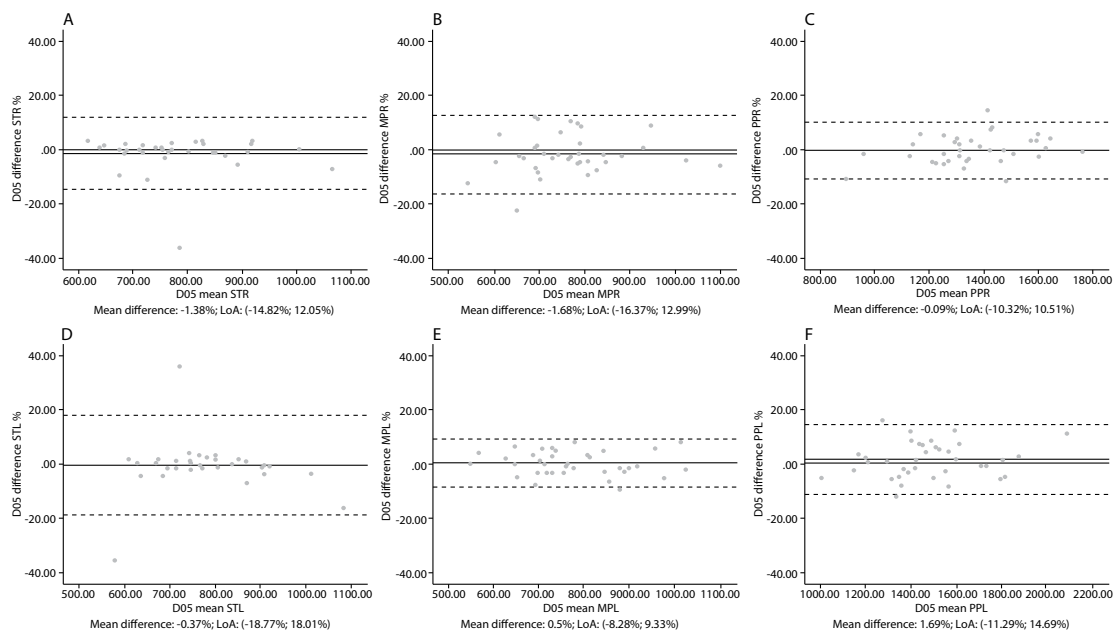 A
40.00
20.00
.00
-20.00
-40.00
D05 difference STR %
600.00 700.00 800.00 900.00 1000.00 1100.00
D05 mean STR
Mean difference: -1.38%; LoA: (-14.82%; 12.05%)
B
40.00
20.00
.00
-20.00
-40.00
D05 difference MPR %
500.00 600.00 700.00 800.00 900.00 1000.00 1100.00
D05 mean MPR
Mean difference: -1.68%; LoA: (-16.37%; 12.99%)
C
40.00
20.00
.00
-20.00
-40.00
D05 difference PPR %
800.00 1000.00 1200.00 1400.00 1600.00 1800.00
D05 mean PPR
Mean difference: -0.09%; LoA: (-10.32%; 10.51%)
D
40.00
20.00
.00
-20.00
-40.00
D05 difference STL %
500.00 600.00 700.00 800.00 900.00 1000.00 1100.00
D05 mean STL
Mean difference: -0.37%; LoA: (-18.77%; 18.01%)
E
40.00
20.00
.00
-20.00
-40.00
D05 difference MPL %
500.00 600.00 700.00 800.00 900.00 1000.00 1100.00
D05 mean MPL
Mean difference: 0.5%; LoA: (-8.28%; 9.33%)
F
40.00
20.00
.00
-20.00
-40.00
D05 difference PPL %
1000.00 1200.00 1400.00 1600.00 1800.00 2000.00 2200.00
D05 mean PPL
Mean difference: 1.69%; LoA: (-11.29%; 14.69%)